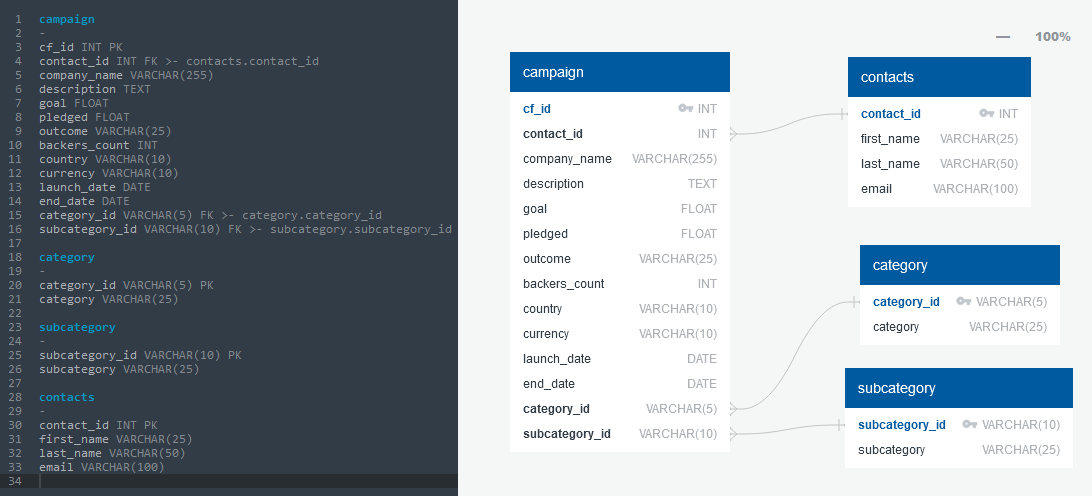 1 campaign
2 -
3 cf_id INT PK
4 contact_id INT FK >- contacts.contact_id
5 company_name VARCHAR(255)
6 description TEXT
7 goal FLOAT
8 pledged FLOAT
9 outcome VARCHAR(25)
10 backers_count INT
11 country VARCHAR(10)
12 currency VARCHAR(10)
13 launch_date DATE
14 end_date DATE
15 category_id VARCHAR(5) FK >- category.category_id
16 subcategory_id VARCHAR(10) FK >- subcategory.subcategory_id
17
18 category
19 -
20 category_id VARCHAR(5) PK
21 category VARCHAR(25)
22
23 subcategory
24 -
25 subcategory_id VARCHAR(10) PK
26 subcategory VARCHAR(25)
27
28 contacts
29 -
30 contact_id INT PK
31 first_name VARCHAR(25)
32 last_name VARCHAR(50)
33 email VARCHAR(100)
34
100%
campaign
cf_id INT
contact_id INT
company_name VARCHAR(255)
description TEXT
goal FLOAT
pledged FLOAT
outcome VARCHAR(25)
backers_count INT
country VARCHAR(10)
currency VARCHAR(10)
launch_date DATE
end_date DATE
category_id VARCHAR(5)
subcategory_id VARCHAR(10)
contacts
contact_id INT
first_name VARCHAR(25)
last_name VARCHAR(50)
email VARCHAR(100)
category
category_id VARCHAR(5)
category VARCHAR(25)
subcategory
subcategory_id VARCHAR(10)
subcategory VARCHAR(25)